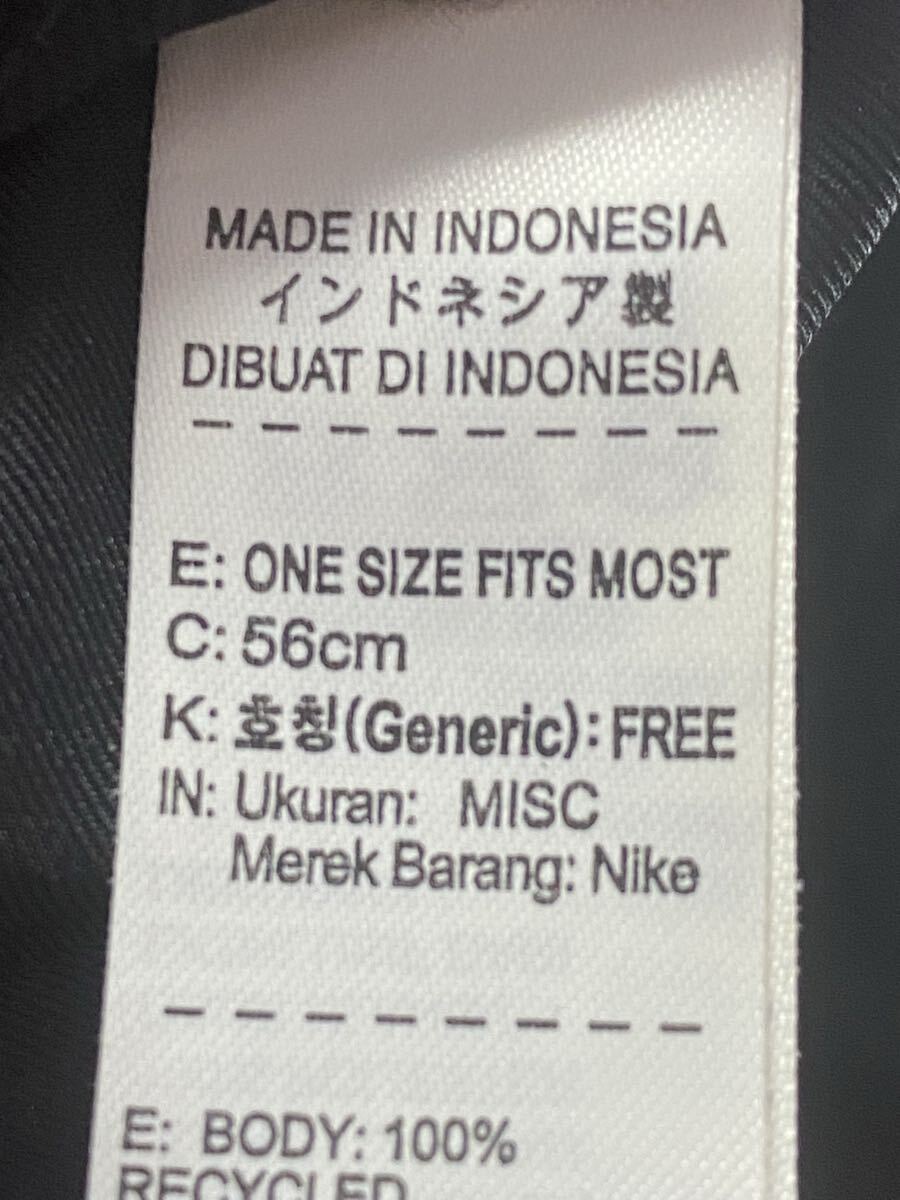 MADE IN INDONESIA
インドネシア製
DIBUAT DI INDONESIA
E: ONE SIZE FITS MOST
C: 56cm
K: 호칭(Generic): FREE
IN: Ukuran: MISC
Merek Barang: Nike
E: BODY: 100%
RECYCLED